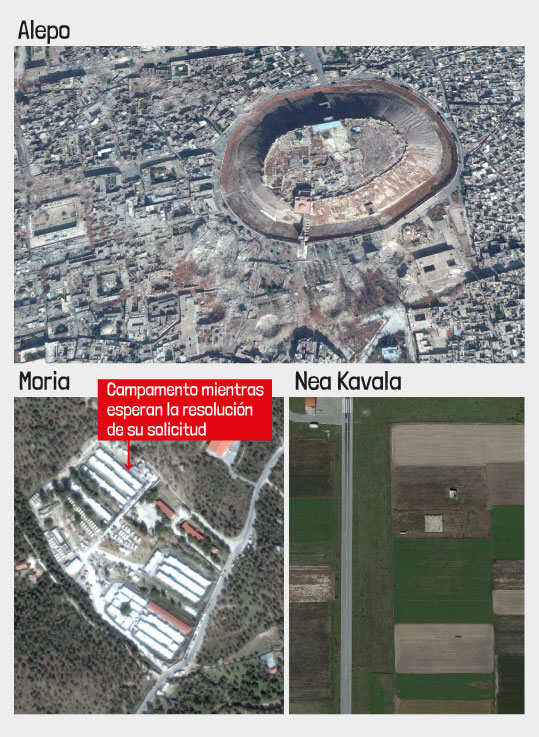 Alepo
Moria
Campamento mientras
esperan la resolución
de su solicitud
Nea Kavala